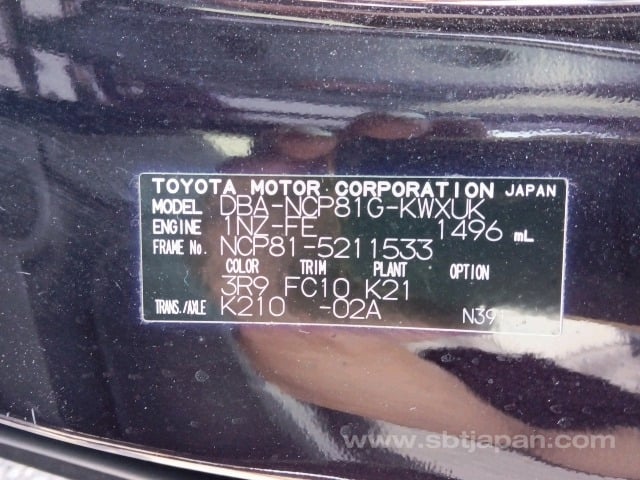 TOYOTA MOTOR CORPORATION JAPAN
MODEL DBA-NCP81G-KWXUK
ENGINE 1NZ-FE 1496 mL
FRAME No. NCP81-5211533
COLOR TRIM PLANT OPTION
3R9 FC10 K21
TRANS./AXLE K210 -02A N391
www.sbtjapan.com